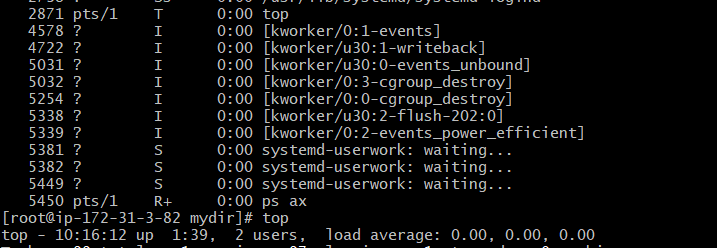 2871 pts/1    T      0:00 top
4578 ?        I      0:00 [kworker/0:1-events]
4722 ?        I      0:00 [kworker/u30:1-writeback]
5031 ?        I      0:00 [kworker/u30:0-events_unbound]
5032 ?        I      0:00 [kworker/0:3-cgroup_destroy]
5254 ?        I      0:00 [kworker/0:0-cgroup_destroy]
5338 ?        I      0:00 [kworker/u30:2-flush-202:0]
5339 ?        I      0:00 [kworker/0:2-events_power_efficient]
5381 ?        S      0:00 systemd-userwork: waiting...
5382 ?        S      0:00 systemd-userwork: waiting...
5449 ?        S      0:00 systemd-userwork: waiting...
5450 pts/1    R+     0:00 ps ax
[root@ip-172-31-3-82 mydir]# top
top - 10:16:12 up  1:39,  2 users,  load average: 0.00, 0.00, 0.00